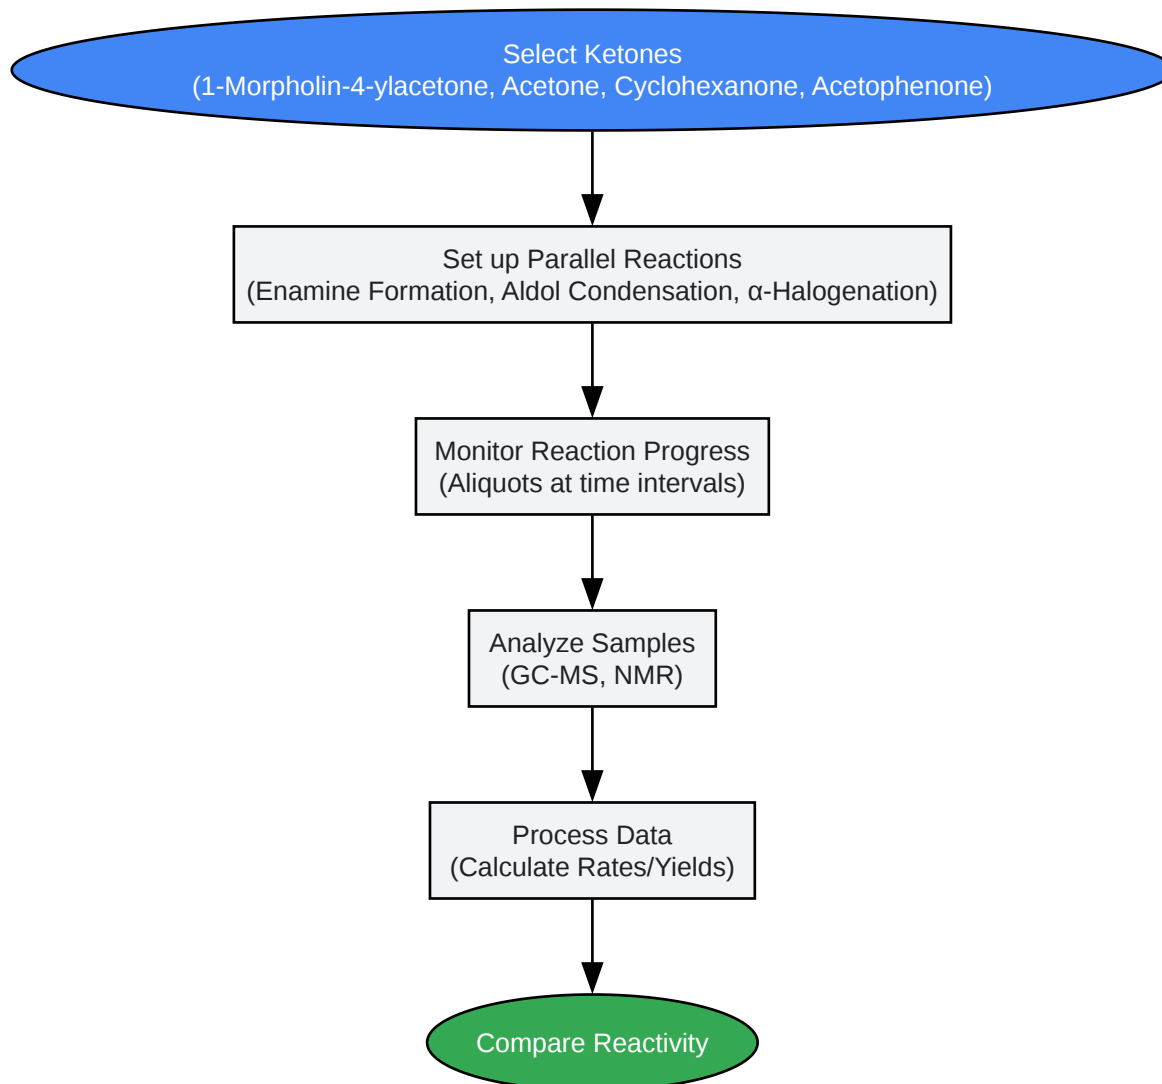 Select Ketones
(1-Morpholin-4-ylacetone, Acetone, Cyclohexanone, Acetophenone)
Set up Parallel Reactions
(Enamine Formation, Aldol Condensation, α-Halogenation)
Monitor Reaction Progress
(Aliquots at time intervals)
Analyze Samples
(GC-MS, NMR)
Process Data
(Calculate Rates/Yields)
Compare Reactivity